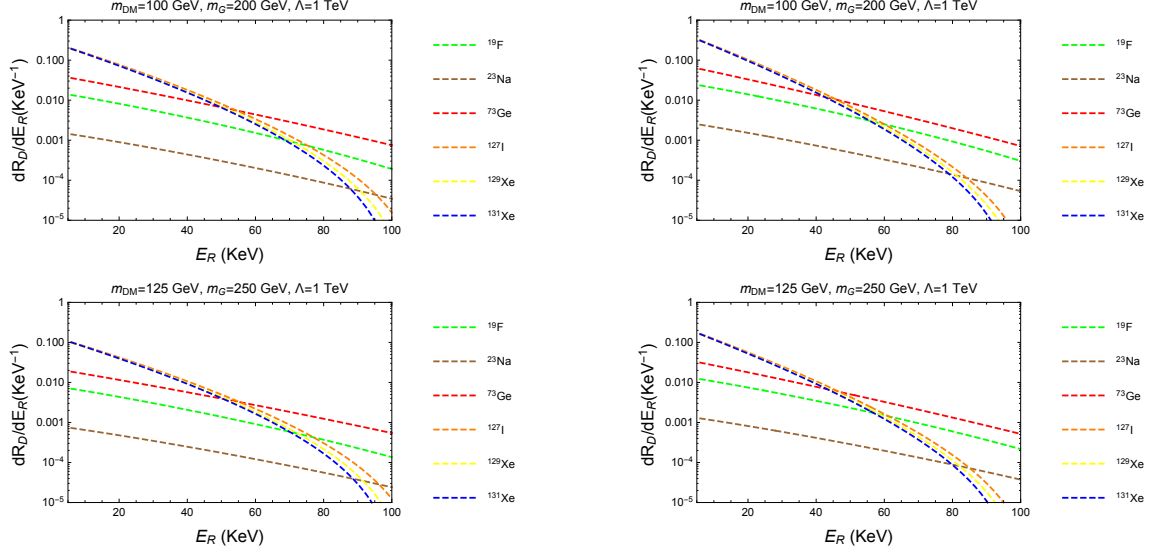 m_DM=100 GeV, m_G=200 GeV, Λ=1 TeV
dR_D/dE_R(KeV⁻¹)
1
0.100
0.010
0.001
10⁻⁴
10⁻⁵
20 40 60 80 100
E_R (KeV)
¹⁹F
²³Na
⁷³Ge
¹²⁷I
¹²⁹Xe
¹³¹Xe
m_DM=100 GeV, m_G=200 GeV, Λ=1 TeV
dR_D/dE_R(KeV⁻¹)
1
0.100
0.010
0.001
10⁻⁴
10⁻⁵
20 40 60 80 100
E_R (KeV)
¹⁹F
²³Na
⁷³Ge
¹²⁷I
¹²⁹Xe
¹³¹Xe
m_DM=125 GeV, m_G=250 GeV, Λ=1 TeV
dR_D/dE_R(KeV⁻¹)
1
0.100
0.010
0.001
10⁻⁴
10⁻⁵
20 40 60 80 100
E_R (KeV)
¹⁹F
²³Na
⁷³Ge
¹²⁷I
¹²⁹Xe
¹³¹Xe
m_DM=125 GeV, m_G=250 GeV, Λ=1 TeV
dR_D/dE_R(KeV⁻¹)
1
0.100
0.010
0.001
10⁻⁴
10⁻⁵
20 40 60 80 100
E_R (KeV)
¹⁹F
²³Na
⁷³Ge
¹²⁷I
¹²⁹Xe
¹³¹Xe